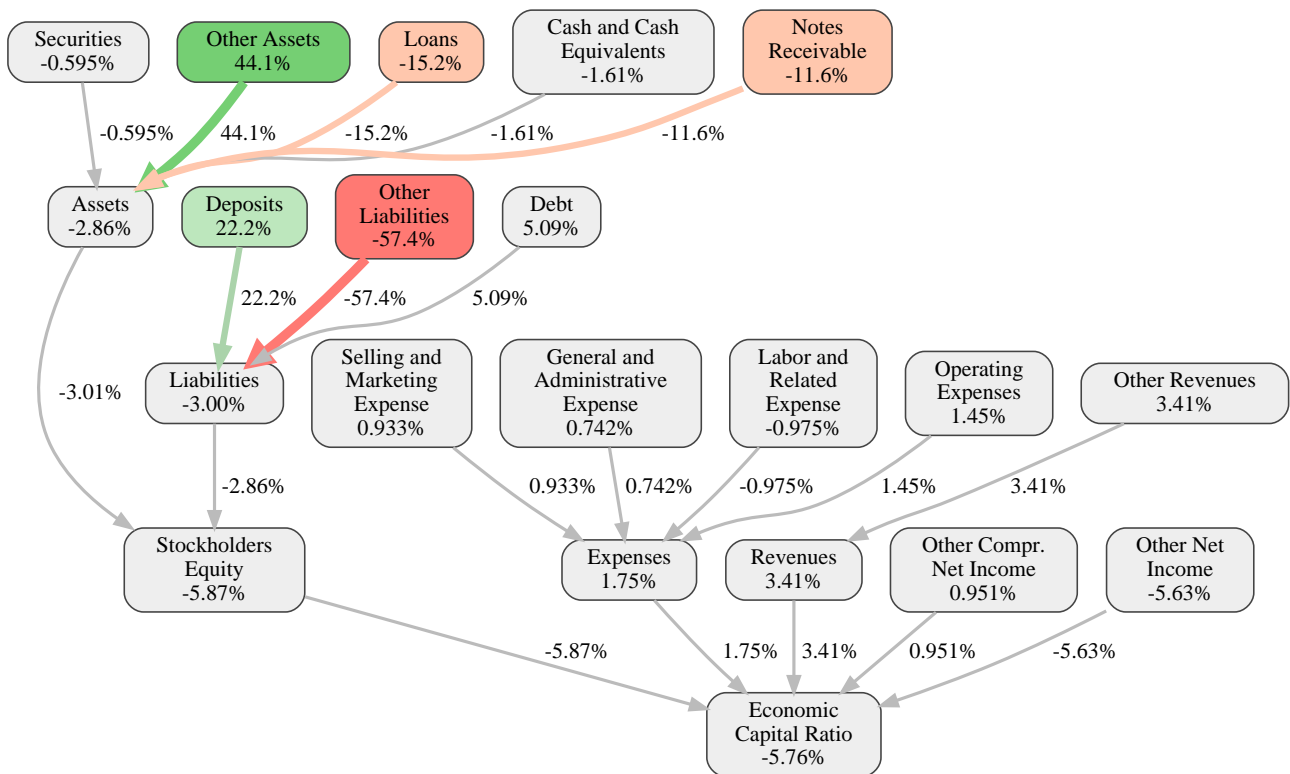 Securities
-0.595%
Other Assets
44.1%
Loans
-15.2%
Cash and Cash
Equivalents
-1.61%
Notes
Receivable
-11.6%
-0.595%
44.1%
-15.2%
-1.61%
-11.6%
Assets
-2.86%
Deposits
22.2%
Other
Liabilities
-57.4%
Debt
5.09%
22.2%
-57.4%
5.09%
Liabilities
-3.00%
Selling and
Marketing
Expense
0.933%
General and
Administrative
Expense
0.742%
Labor and
Related
Expense
-0.975%
Operating
Expenses
1.45%
Other Revenues
3.41%
-3.01%
-2.86%
0.933%
0.742%
-0.975%
1.45%
3.41%
Stockholders
Equity
-5.87%
Expenses
1.75%
Revenues
3.41%
Other Compr.
Net Income
0.951%
Other Net
Income
-5.63%
-5.87%
1.75%
3.41%
0.951%
-5.63%
Economic
Capital Ratio
-5.76%